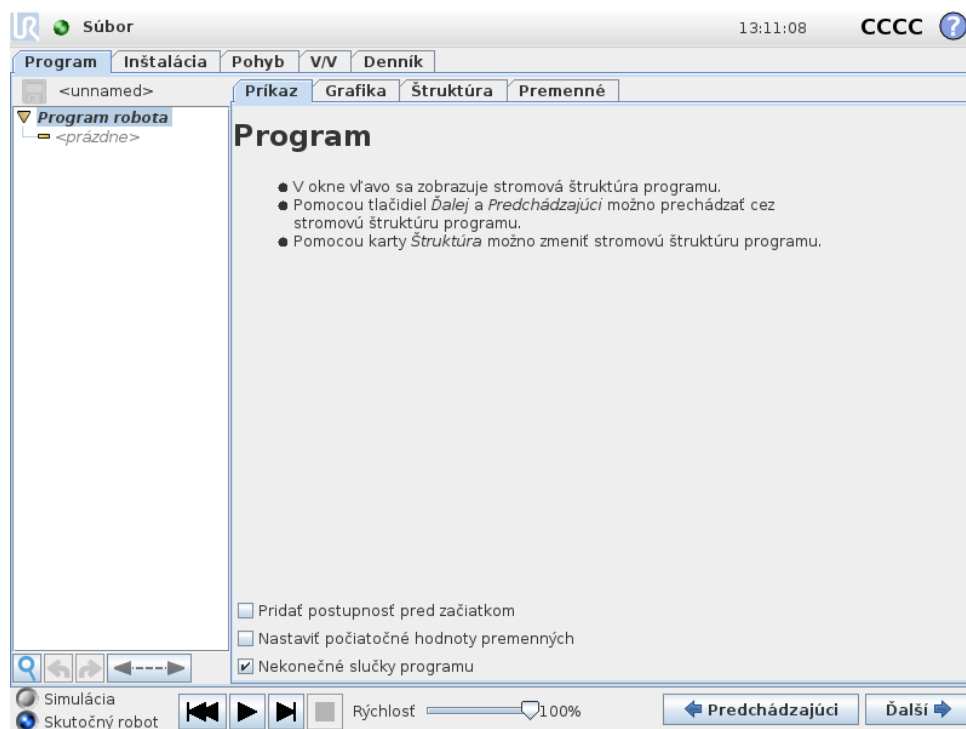 UR Súbor 13:11:08 CCCC ?
Program Inštalácia Pohyb V/V Denník
<unnamed> Príkaz Grafika Štruktúra Premenné
Program robota
<prázdne>
Program
V okne vľavo sa zobrazuje stromová štruktúra programu.
Pomocou tlačidiel Ďalej a Predchádzajúci možno prechádzať cez
stromovú štruktúru programu.
Pomocou karty Štruktúra možno zmeniť stromovú štruktúru programu.
Pridať postupnosť pred začiatkom
Nastaviť počiatočné hodnoty premenných
Nekonečné slučky programu
Simulácia
Skutočný robot
Rýchlosť 100%
Predchádzajúci Ďalší